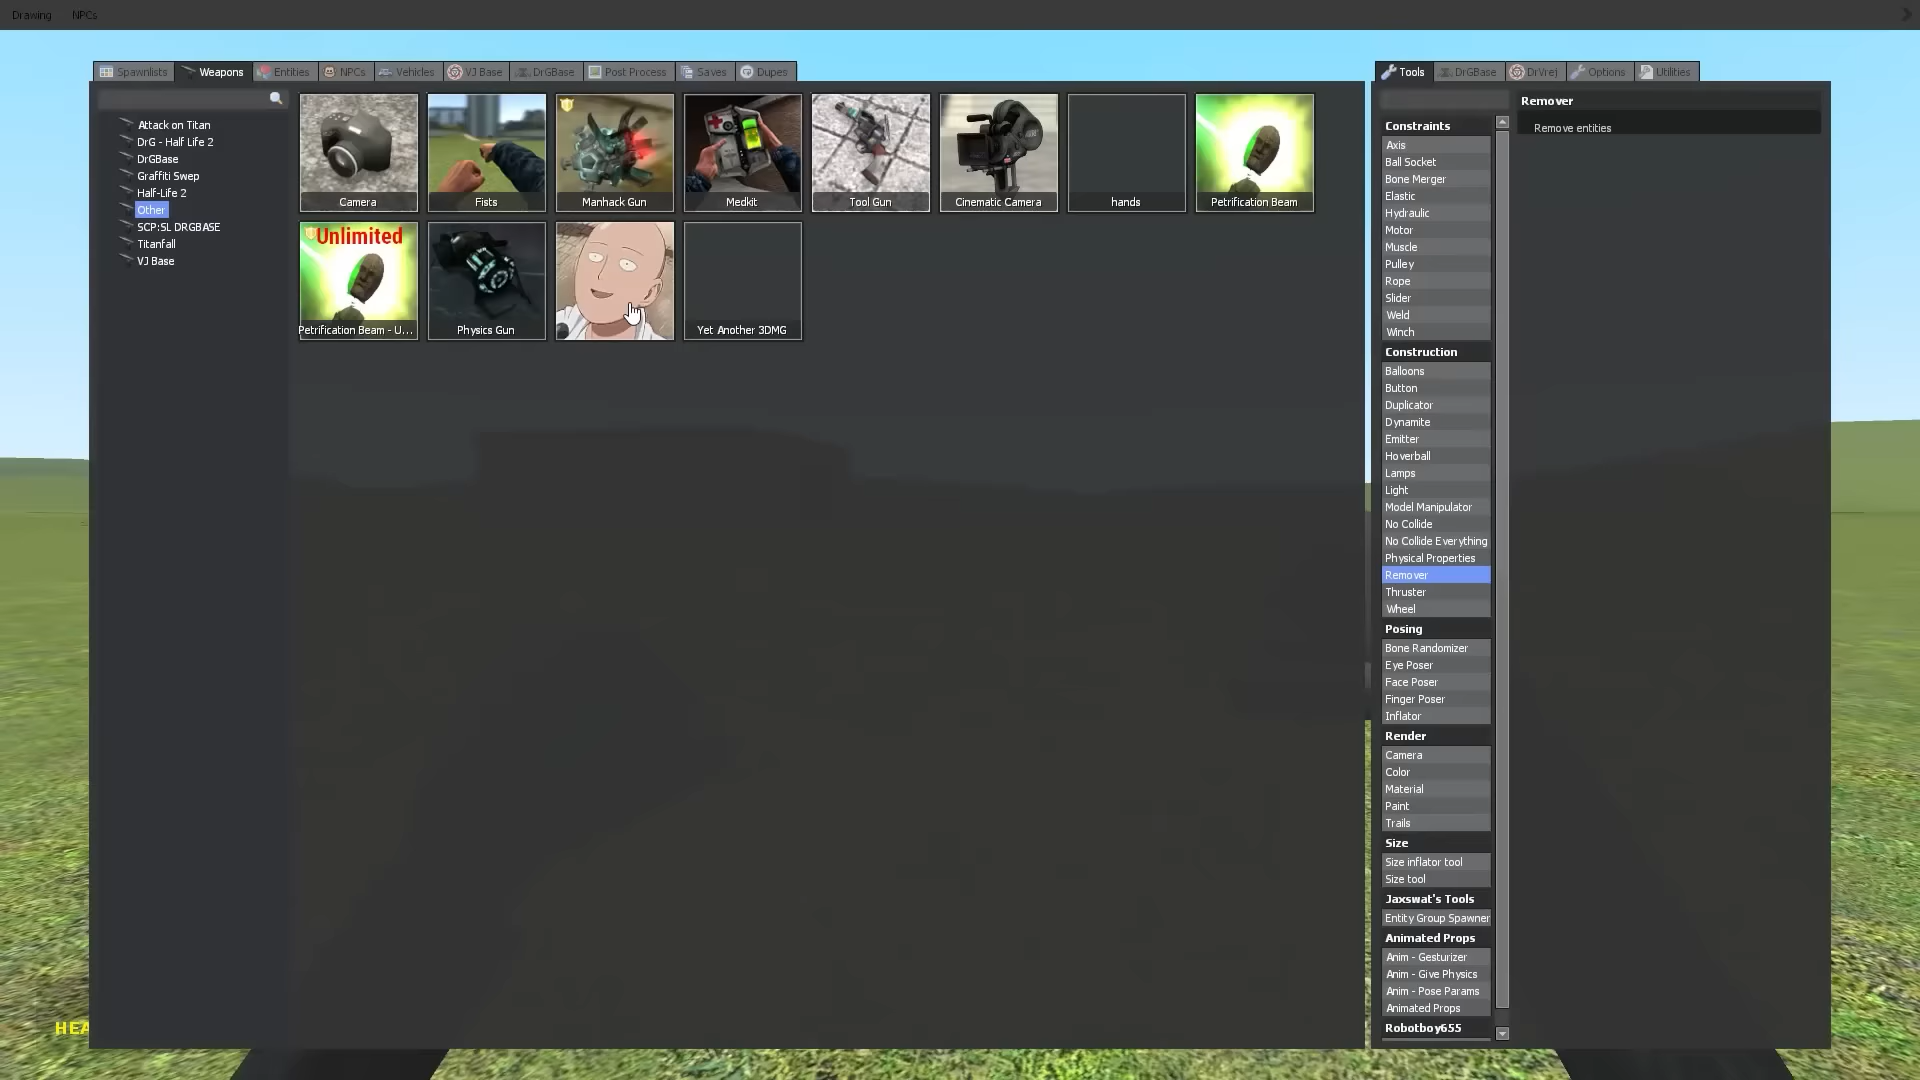 Drawing NPCs
Spawnlists Weapons Entities NPCs Vehicles VJ Base DrGBase Post Process Saves Dupes
Attack on Titan
DrG - Half Life 2
DrGBase
Graffiti Swep
Half-Life 2
Other
SCP:SL DRGBASE
Titanfall
VJ Base
Camera
Fists
Manhack Gun
Medkit
Tool Gun
Cinematic Camera
hands
Petrification Beam
Unlimited
Petrification Beam - U...
Physics Gun
Yet Another 3DMG
Tools DrGBase DrVrej Options Utilities
Constraints
Axis
Ball Socket
Bone Merger
Elastic
Hydraulic
Motor
Muscle
Pulley
Rope
Slider
Weld
Winch
Construction
Balloons
Button
Duplicator
Dynamite
Emitter
Hoverball
Lamps
Light
Model Manipulator
No Collide
No Collide Everything
Physical Properties
Remover
Thruster
Wheel
Posing
Bone Randomizer
Eye Poser
Face Poser
Finger Poser
Inflator
Render
Camera
Color
Material
Paint
Trails
Size
Size inflator tool
Size tool
Jaxswat's Tools
Entity Group Spawner
Animated Props
Anim - Gesturizer
Anim - Give Physics
Anim - Pose Params
Animated Props
Robotboy655
Remover
Remove entities
HEA